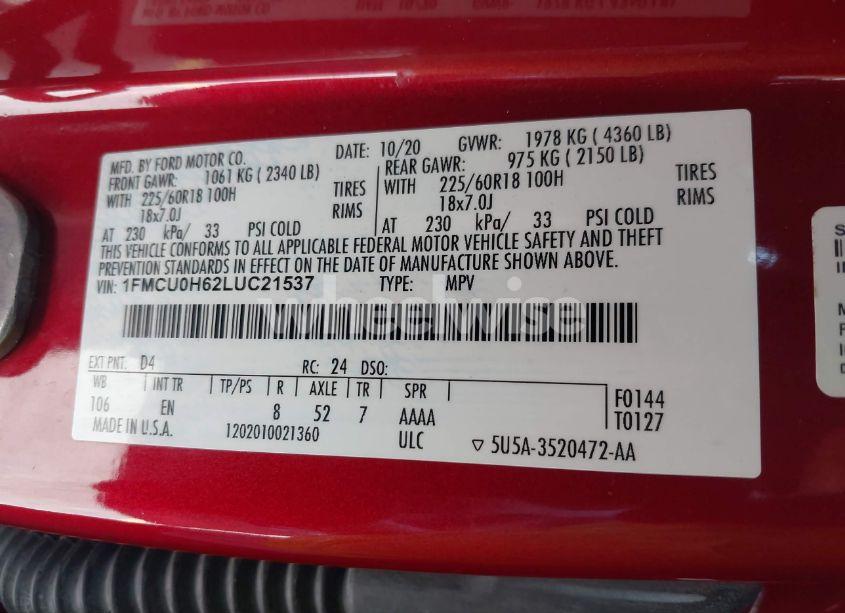 MFD. BY FORD MOTOR CO. DATE: 10/20 GVWR: 1978 KG ( 4360 LB)
FRONT GAWR: 1061 KG ( 2340 LB) REAR GAWR: 975 KG ( 2150 LB)
WITH 225/60R18 100H TIRES WITH 225/60R18 100H TIRES
18x7.0J RIMS 18x7.0J RIMS
AT 230 kPa/ 33 PSI COLD AT 230 kPa/ 33 PSI COLD
THIS VEHICLE CONFORMS TO ALL APPLICABLE FEDERAL MOTOR VEHICLE SAFETY AND THEFT
PREVENTION STANDARDS IN EFFECT ON THE DATE OF MANUFACTURE SHOWN ABOVE.
VIN: 1FMCU0H62LUC21537 TYPE: MPV
wheelwise
EXT PNT: D4 RC: 24 DSO:
WB INT TR TP/PS R AXLE TR SPR
106 EN 8 52 7 AAAA F0144
MADE IN U.S.A. 1202010021360 ULC T0127
▽ 5U5A-3520472-AA